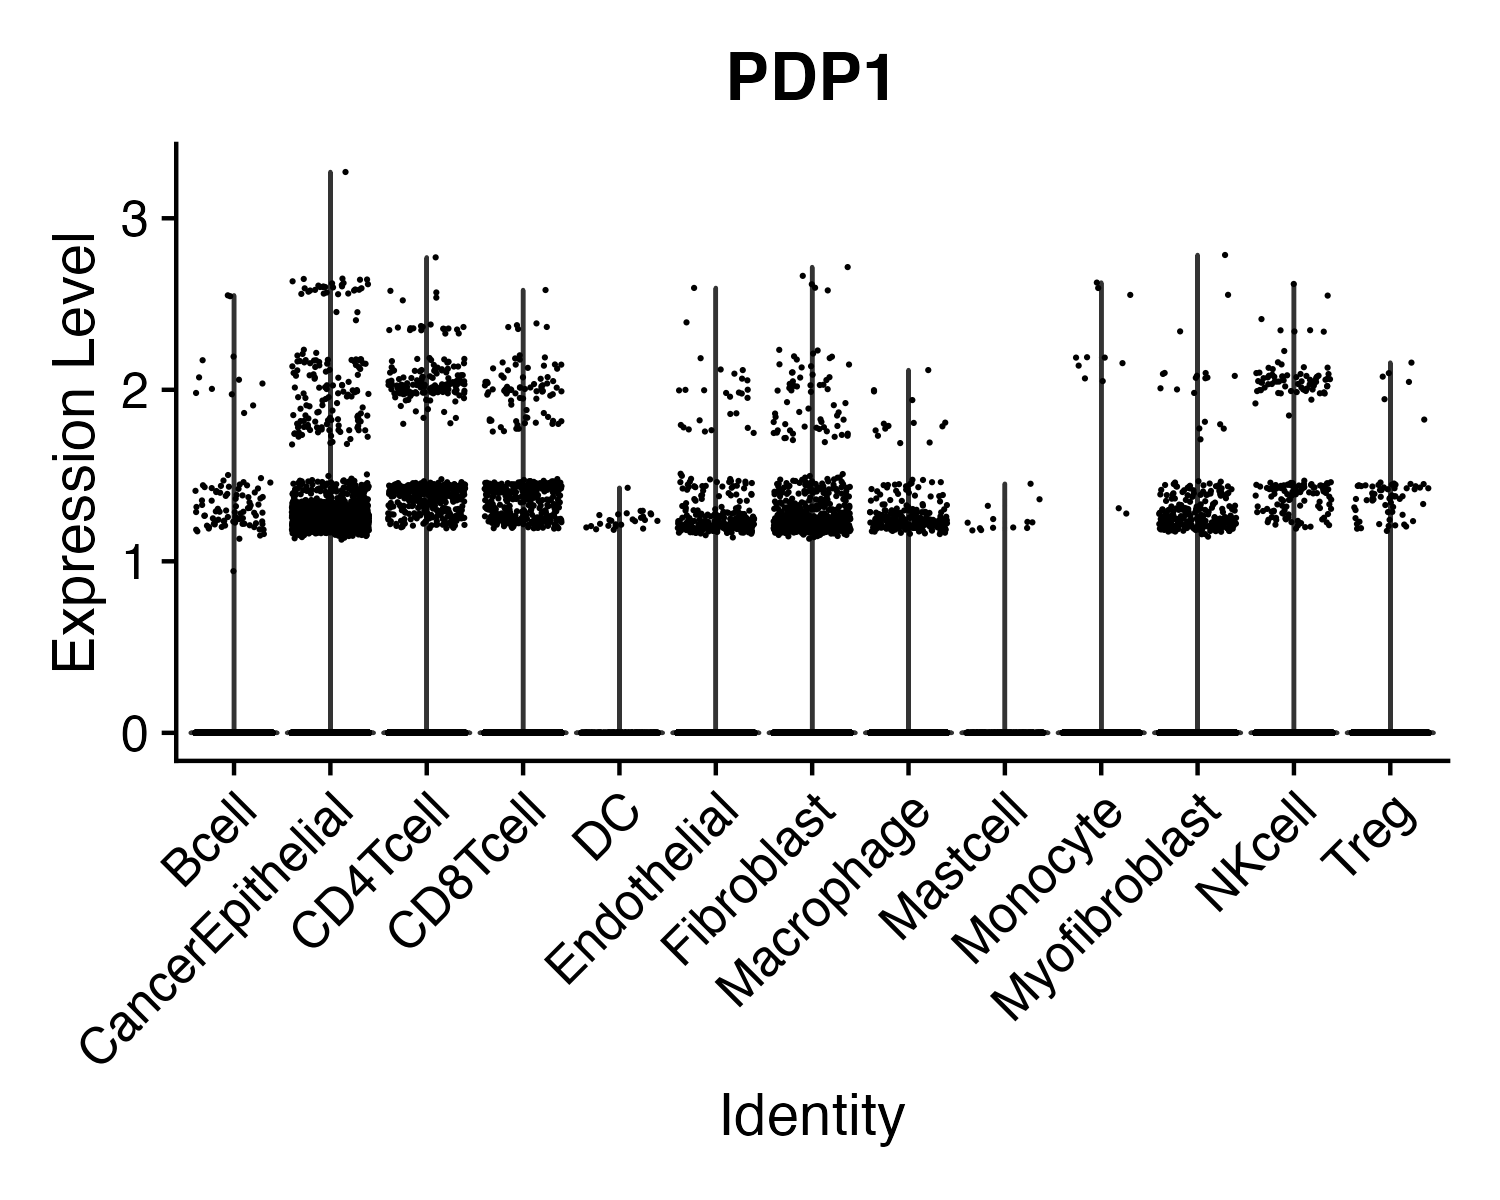 PDP1
Expression Level
3
2
1
0
Bcell
CancerEpithelial
CD4Tcell
CD8Tcell
DC
Endothelial
Fibroblast
Macrophage
Mastcell
Monocyte
Myofibroblast
NKcell
Treg
Identity